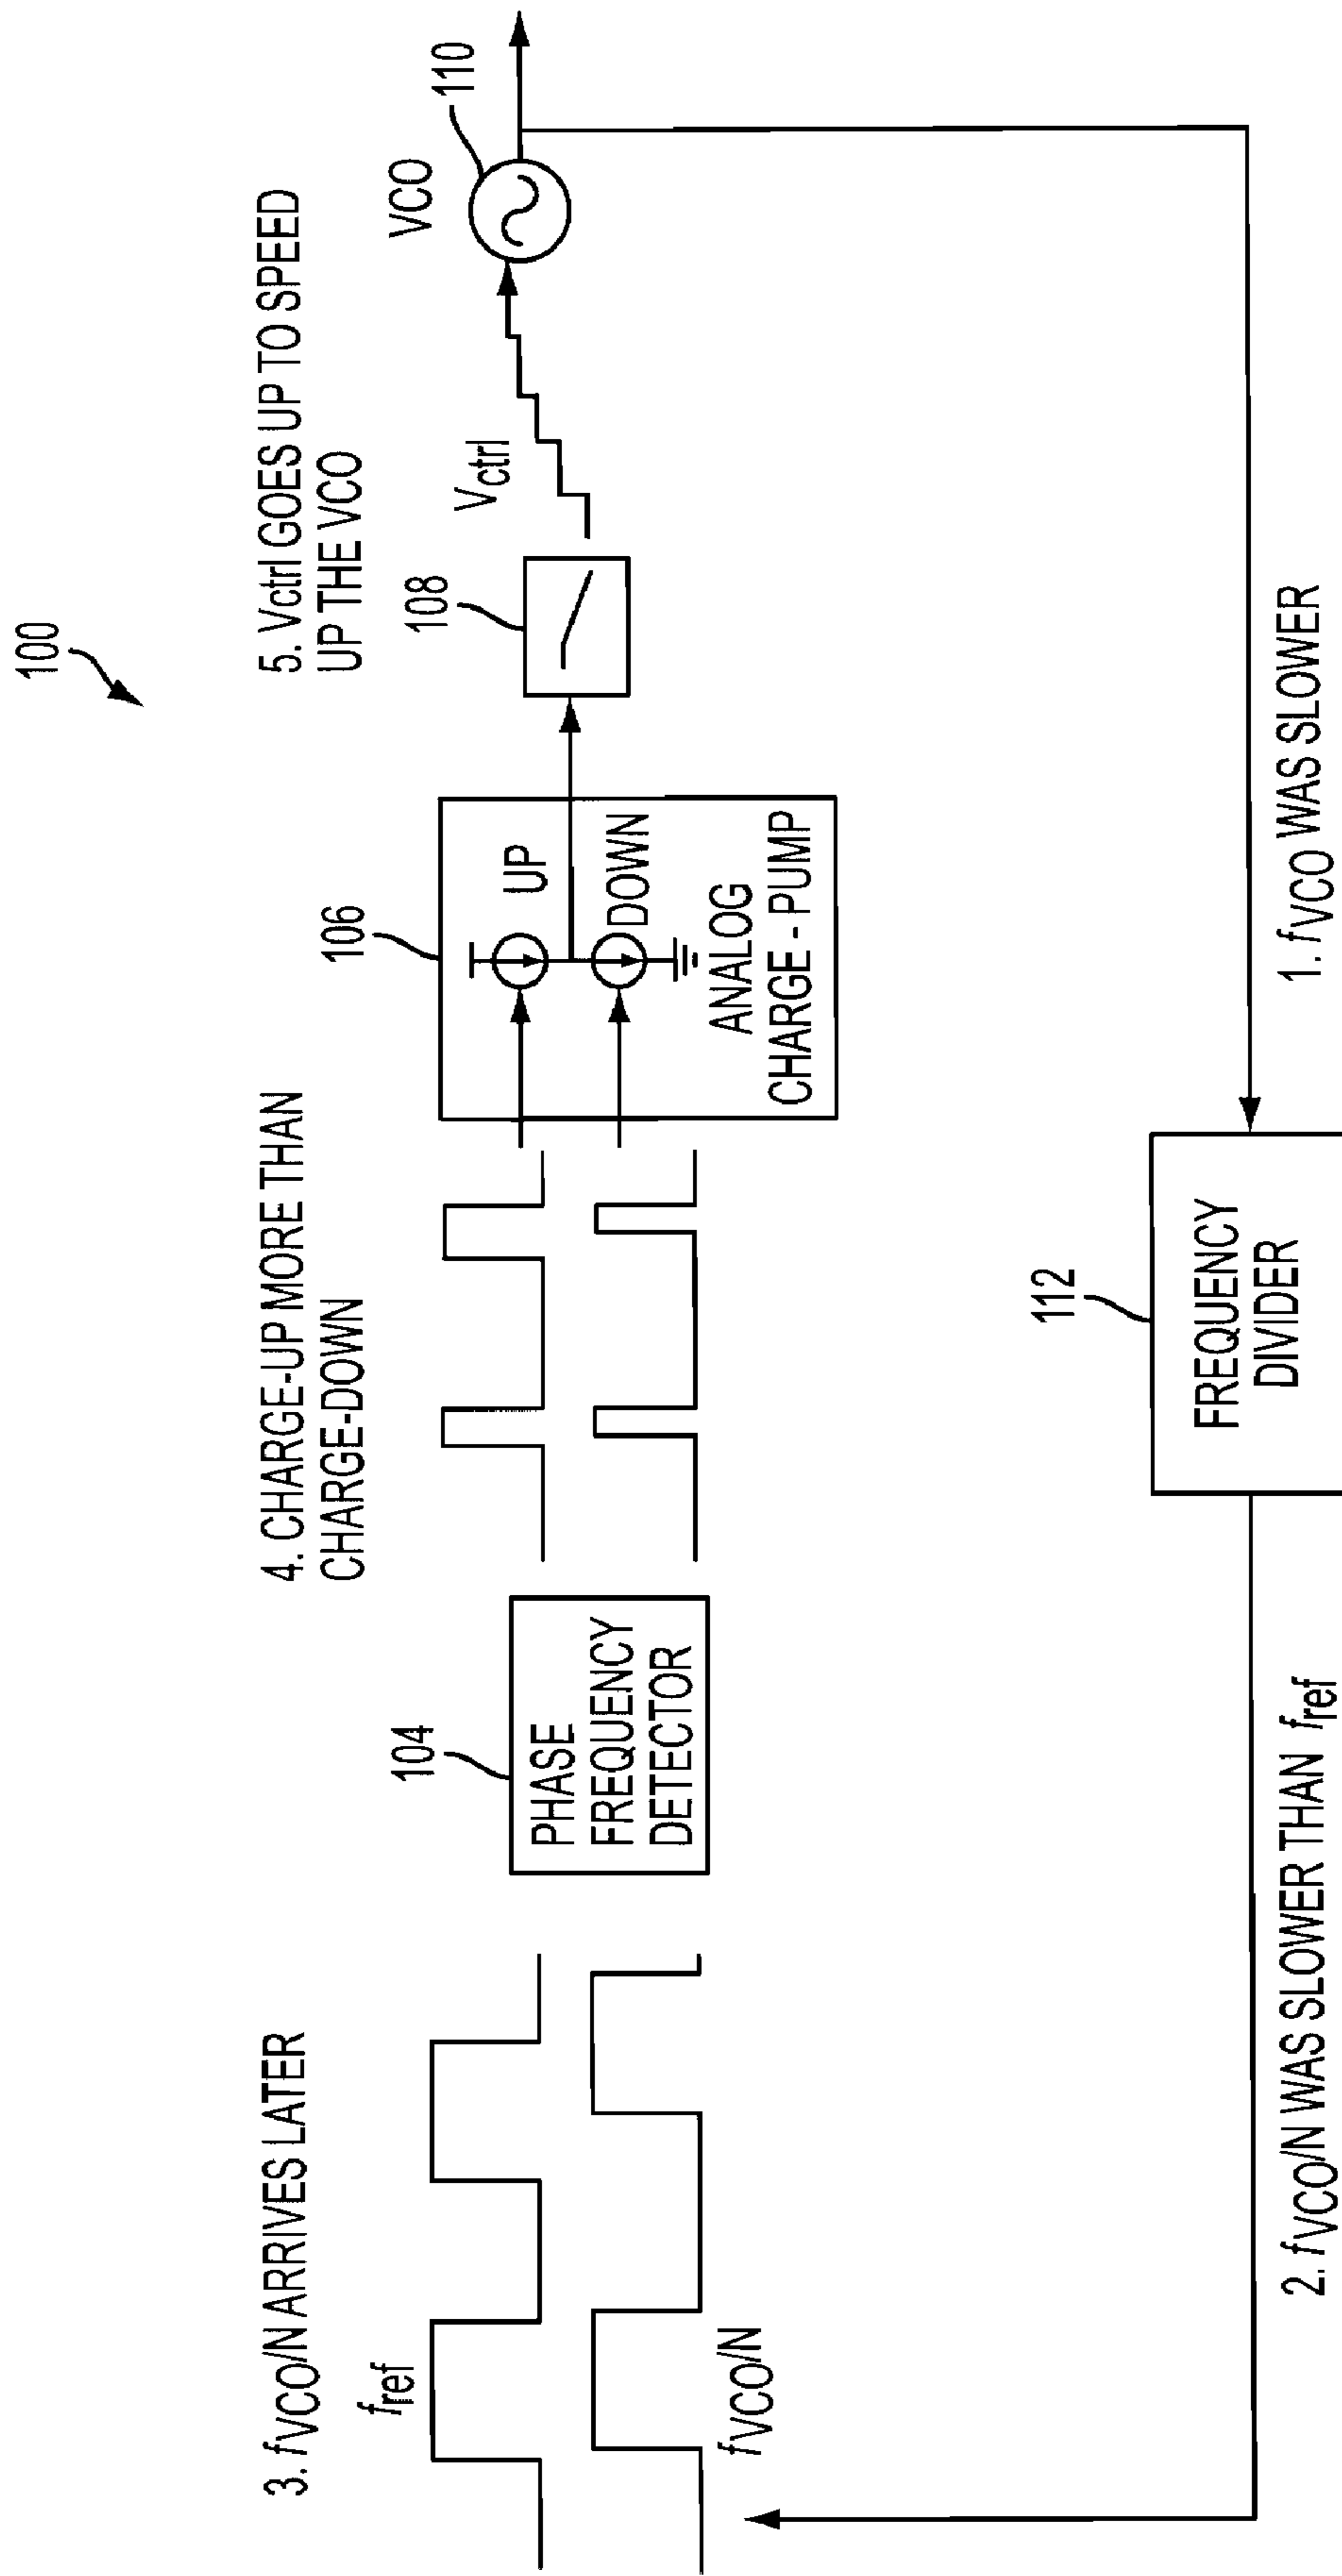 100
3. fVCO/N ARRIVES LATER
4. CHARGE-UP MORE THAN
CHARGE-DOWN
5. Vctrl GOES UP TO SPEED
UP THE VCO
fref
fVCO/N
104
PHASE
FREQUENCY
DETECTOR
106
UP
DOWN
ANALOG
CHARGE - PUMP
108
Vctrl
VCO
110
112
FREQUENCY
DIVIDER
2. fVCO/N WAS SLOWER THAN fref
1. fVCO WAS SLOWER